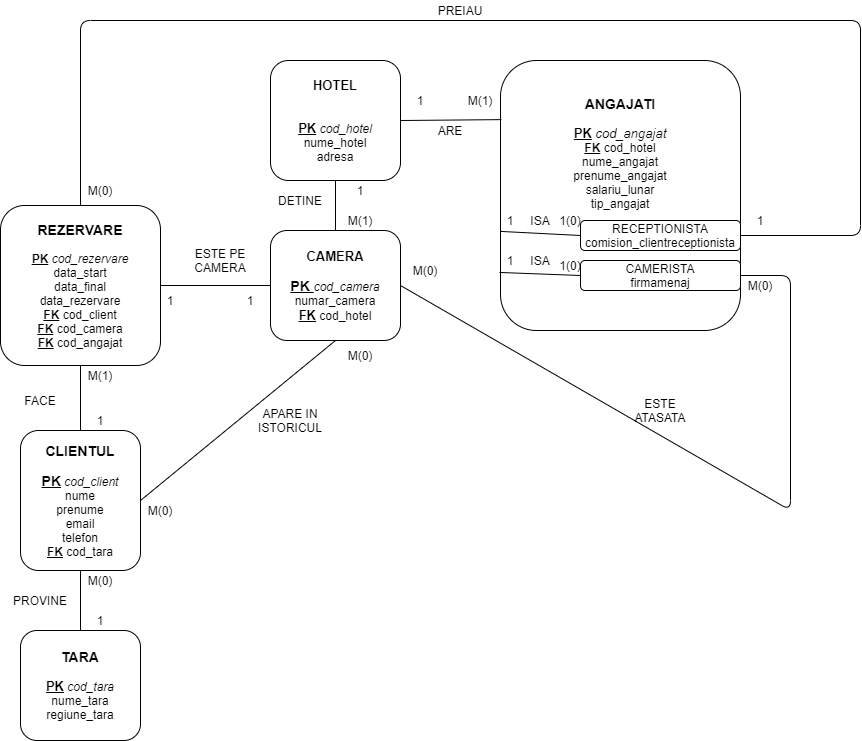 PREIAU
HOTEL
PK cod_hotel
nume_hotel
adresa
1
M(1)
ARE
ANGAJATI
PK cod_angajat
FK cod_hotel
nume_angajat
prenume_angajat
salariu_lunar
tip_angajat
1
ISA
1(0)
RECEPTIONISTA
comision_clientreceptionista
1
1
ISA
1(0)
CAMERISTA
firmamenaj
M(0)
M(0)
DETINE
1
M(1)
REZERVARE
PK cod_rezervare
data_start
data_final
data_rezervare
FK cod_client
FK cod_camera
FK cod_angajat
ESTE PE
CAMERA
1
1
CAMERA
PK cod_camera
numar_camera
FK cod_hotel
M(0)
M(0)
M(1)
FACE
1
APARE IN
ISTORICUL
ESTE
ATASATA
CLIENTUL
PK cod_client
nume
prenume
email
telefon
FK cod_tara
M(0)
M(0)
PROVINE
1
TARA
PK cod_tara
nume_tara
regiune_tara